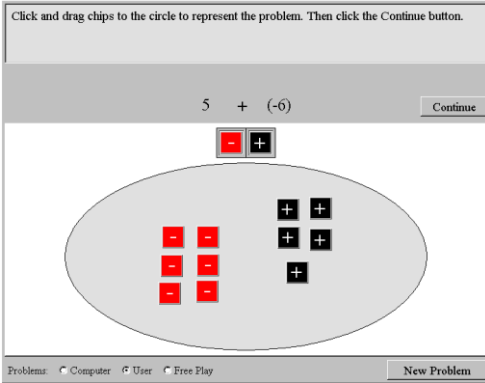 Click and drag chips to the circle to represent the problem. Then click the Continue button.
5 + (-6)
Continue
- +
+ +
- - + +
- - +
- -
Problems: Computer User Free Play New Problem